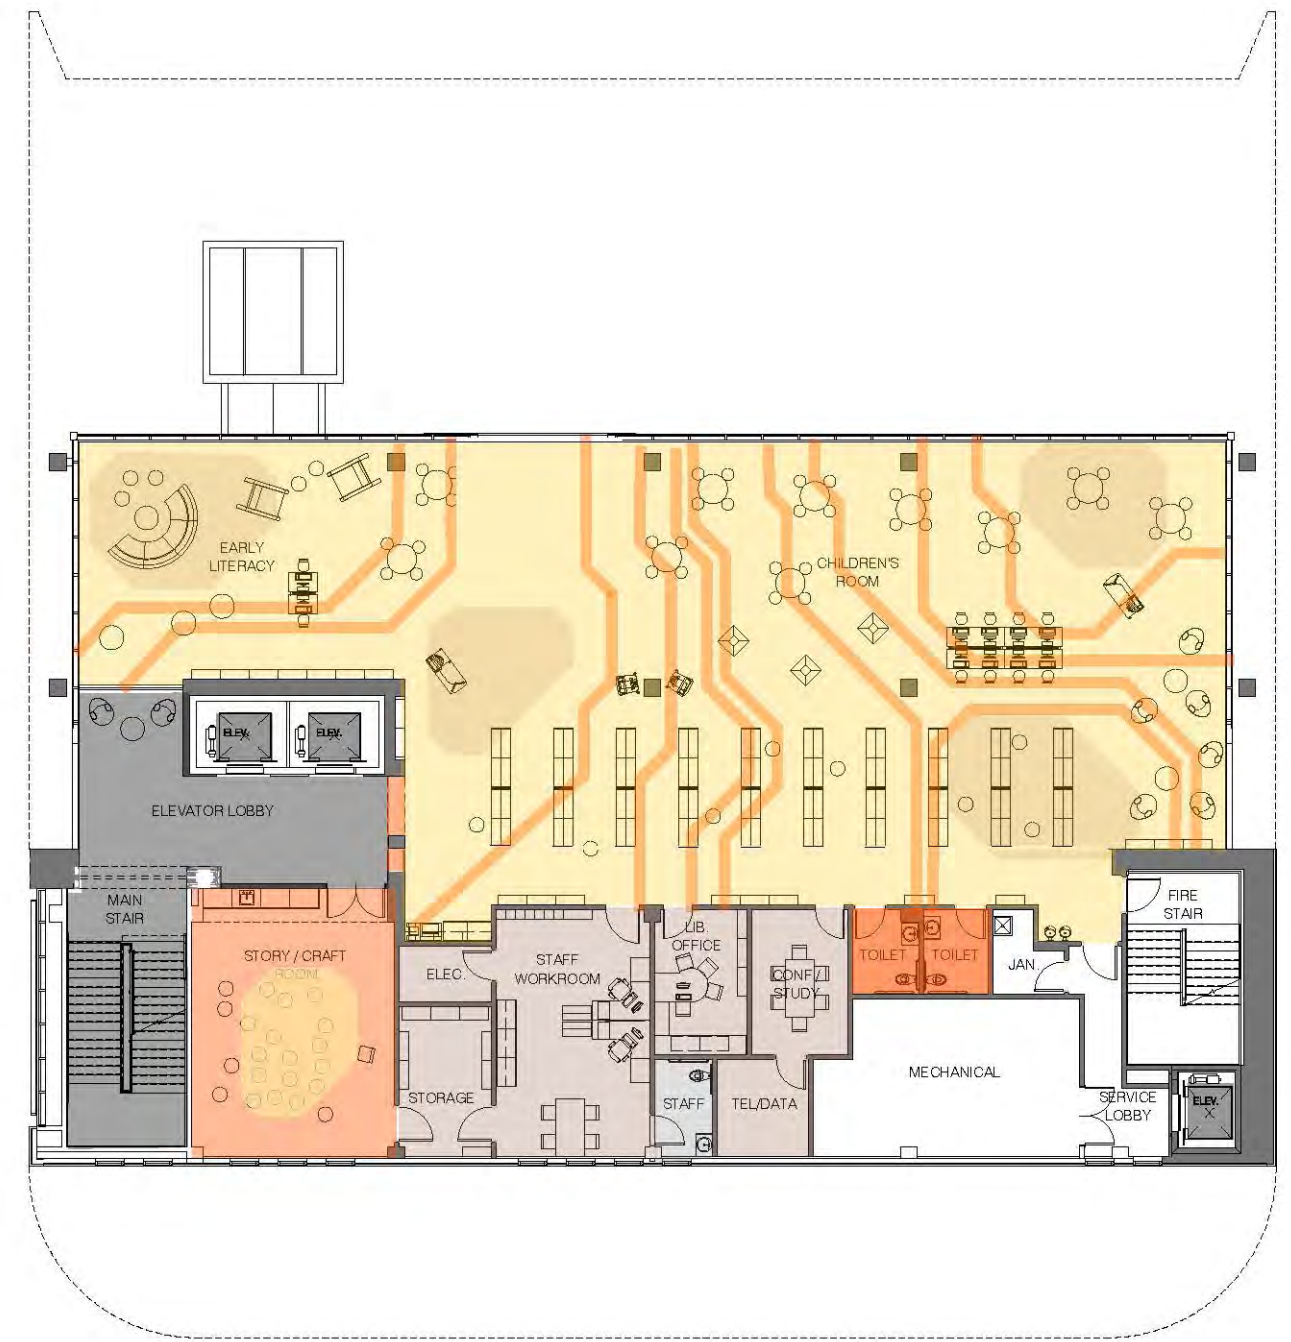 EARLY
LITERACY
CHILDREN'S
ROOM
ELEV.
ELEV.
ELEVATOR LOBBY
MAIN
STAIR
FIRE
STAIR
STORY / CRAFT
ROOM
ELEC.
STAFF
WORKROOM
LIB.
OFFICE
CONF /
STUDY
TOILET
TOILET
JAN.
MECHANICAL
STORAGE
STAFF
TEL/DATA
SERVICE
LOBBY
ELEV.